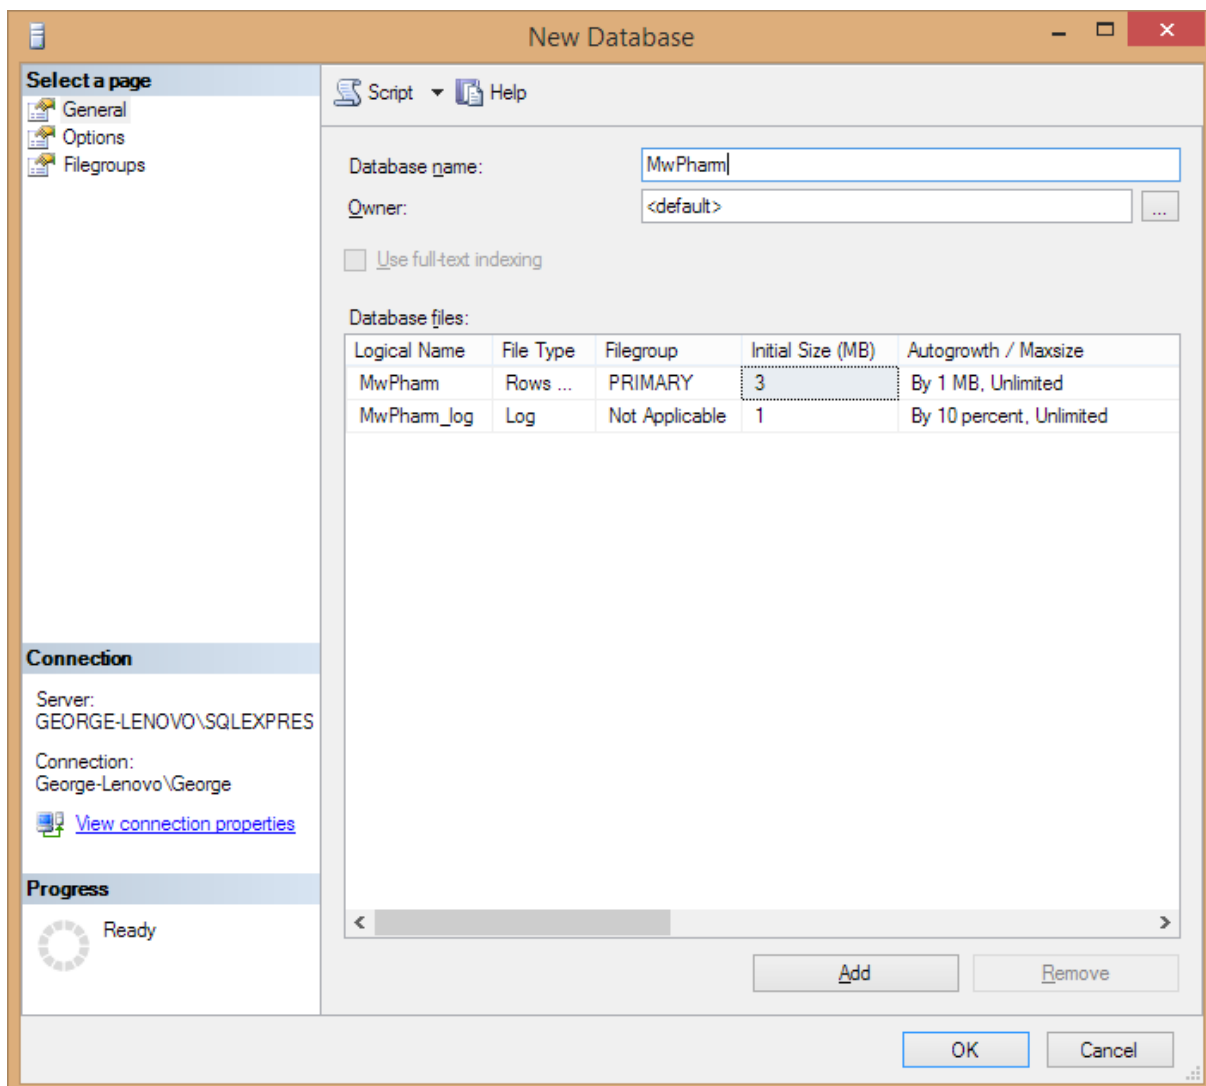 New Database
Select a page
General
Options
Filegroups
Script Help
Database name: MwPharm
Owner: <default> ...
Use full-text indexing
Database files:
Logical Name File Type Filegroup Initial Size (MB) Autogrowth / Maxsize
MwPharm Rows ... PRIMARY 3 By 1 MB, Unlimited
MwPharm_log Log Not Applicable 1 By 10 percent, Unlimited
Connection
Server:
GEORGE-LENOVO\SQLEXPRES
Connection:
George-Lenovo\George
View connection properties
Progress
Ready
Add Remove
OK Cancel